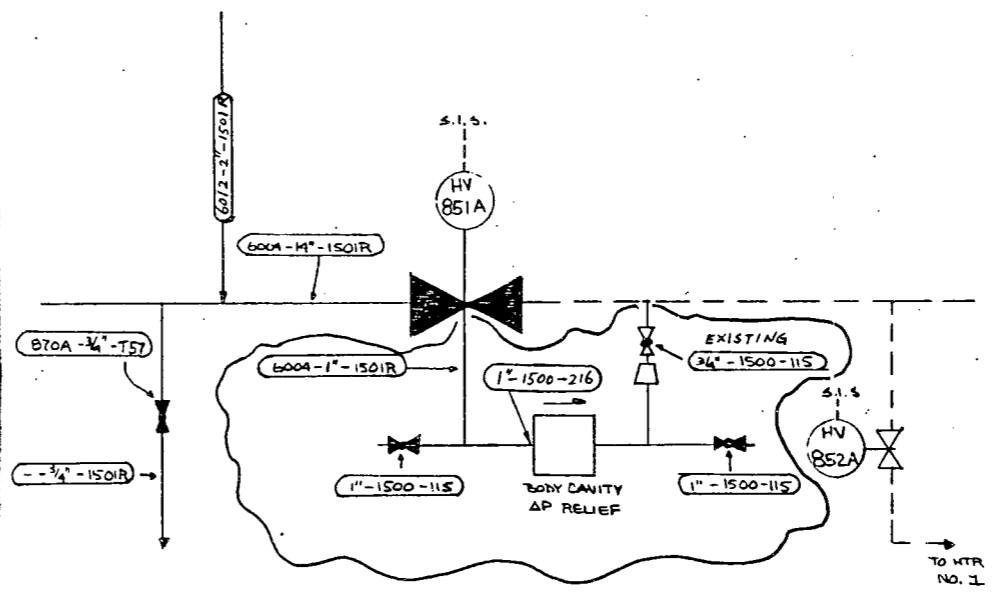 S.I.S.
HV
851A
6012-2"-1501R
600A-14"-1501R
870A-3/4"-T57
600A-1"-1501R
EXISTING
3/4"-1500-115
1"-1500-216
S.I.S
HV
852A
--3/4"-1501R
1"-1500-115
1"-1500-115
BODY CAVITY
ΔP RELIEF
TO HTR
NO. 1